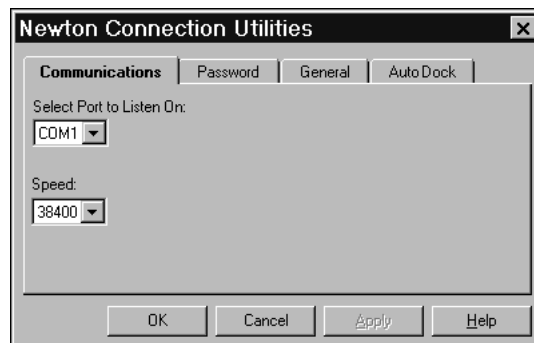 Newton Connection Utilities
Communications Password General Auto Dock
Select Port to Listen On:
COM1
Speed:
38400
OK Cancel Apply Help